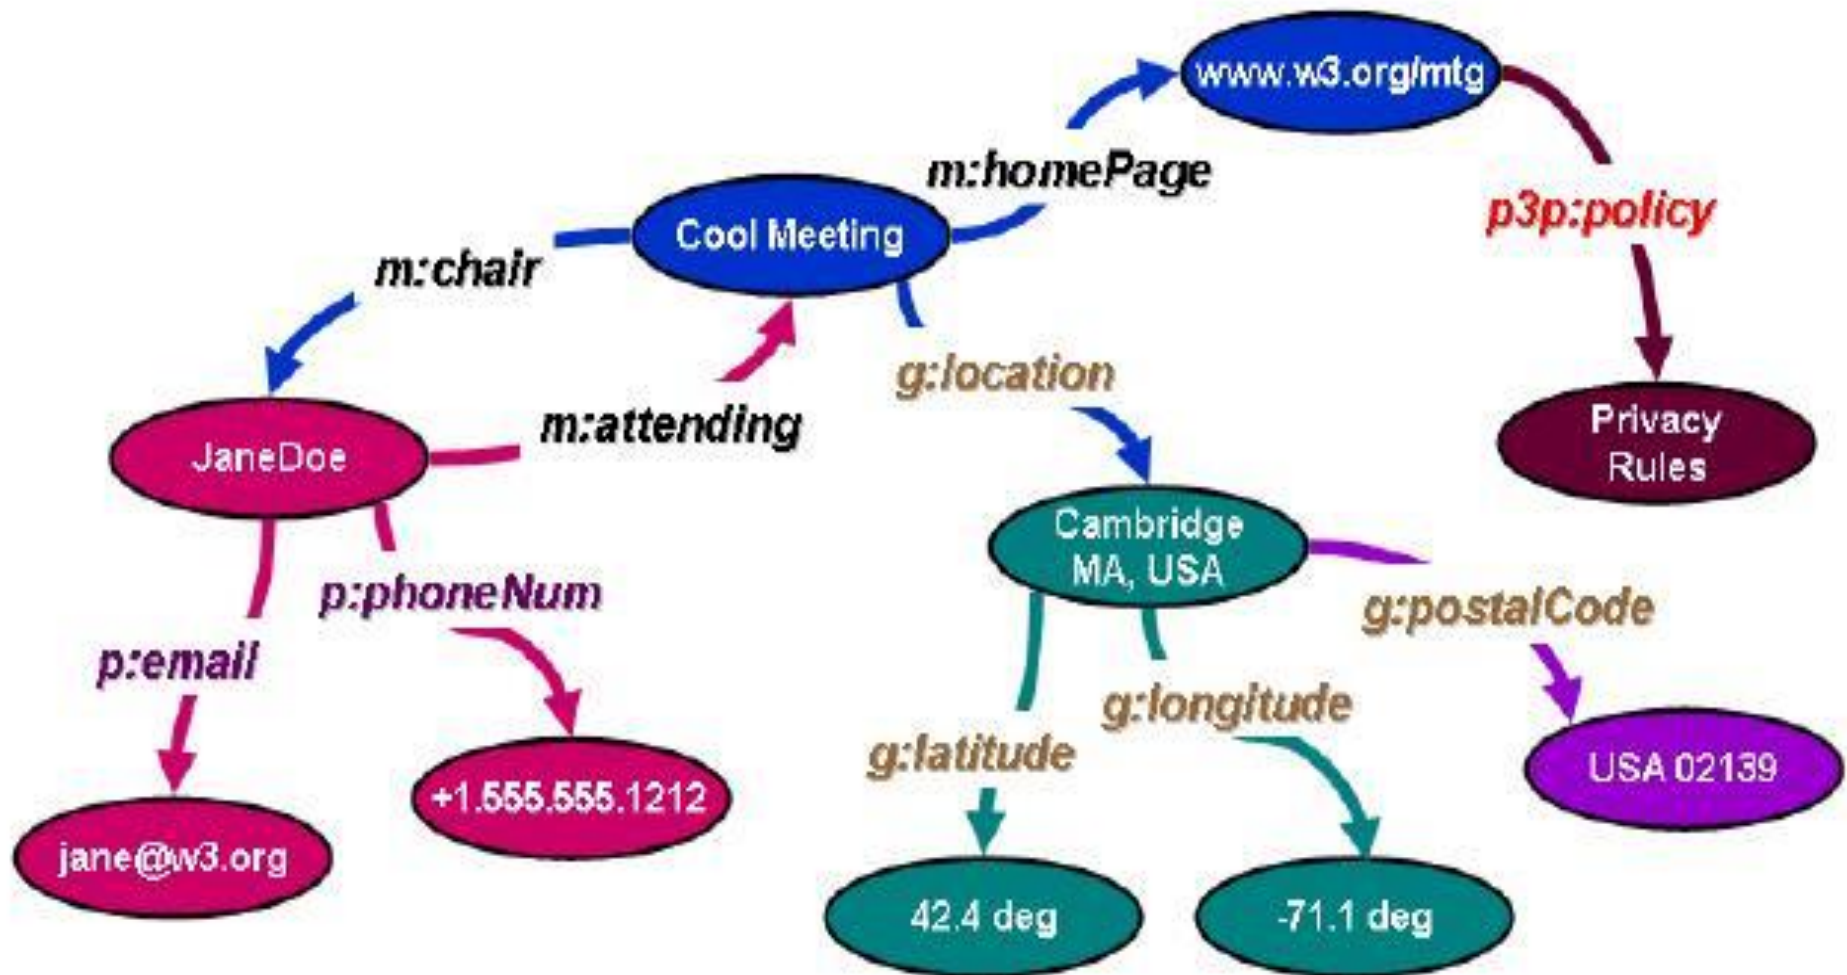 www.w3.org/mtg
m:homePage
p3p:policy
Cool Meeting
m:chair
g:location
m:attending
Privacy
Rules
JaneDoe
Cambridge
MA, USA
p:phoneNum
g:postalCode
p:email
g:longitude
g:latitude
USA 02139
+1.555.555.1212
jane@w3.org
42.4 deg
-71.1 deg